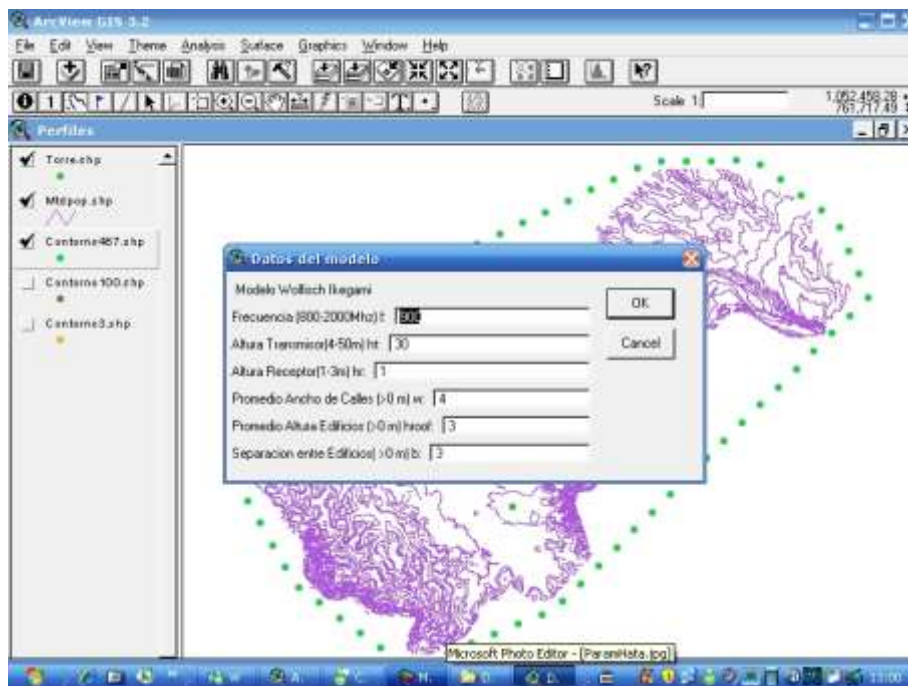 ArcView GIS 3.2
File Edit View Theme Analysis Surface Graphics Window Help
Scale 1:
1,052,458.28
761,717.49
Perfiles
Torre.shp
Mtdpop.shp
Contorno467.shp
Contorno100.shp
Contorno3.shp
Datos del modelo
Modelo Wolfisch Ikegami
Frecuencia (800-2000Mhz) f: 900
Altura Transmisor(4-50m) ht: 30
Altura Receptor(1-3m) hr: 1
Promedio Ancho de Calles (>0 m) w: 4
Promedio Altura Edificios (>0 m) hroof: 3
Separacion entre Edificios( >0 m) b: 3
OK
Cancel
Microsoft Photo Editor - [ParamHata.jpg]